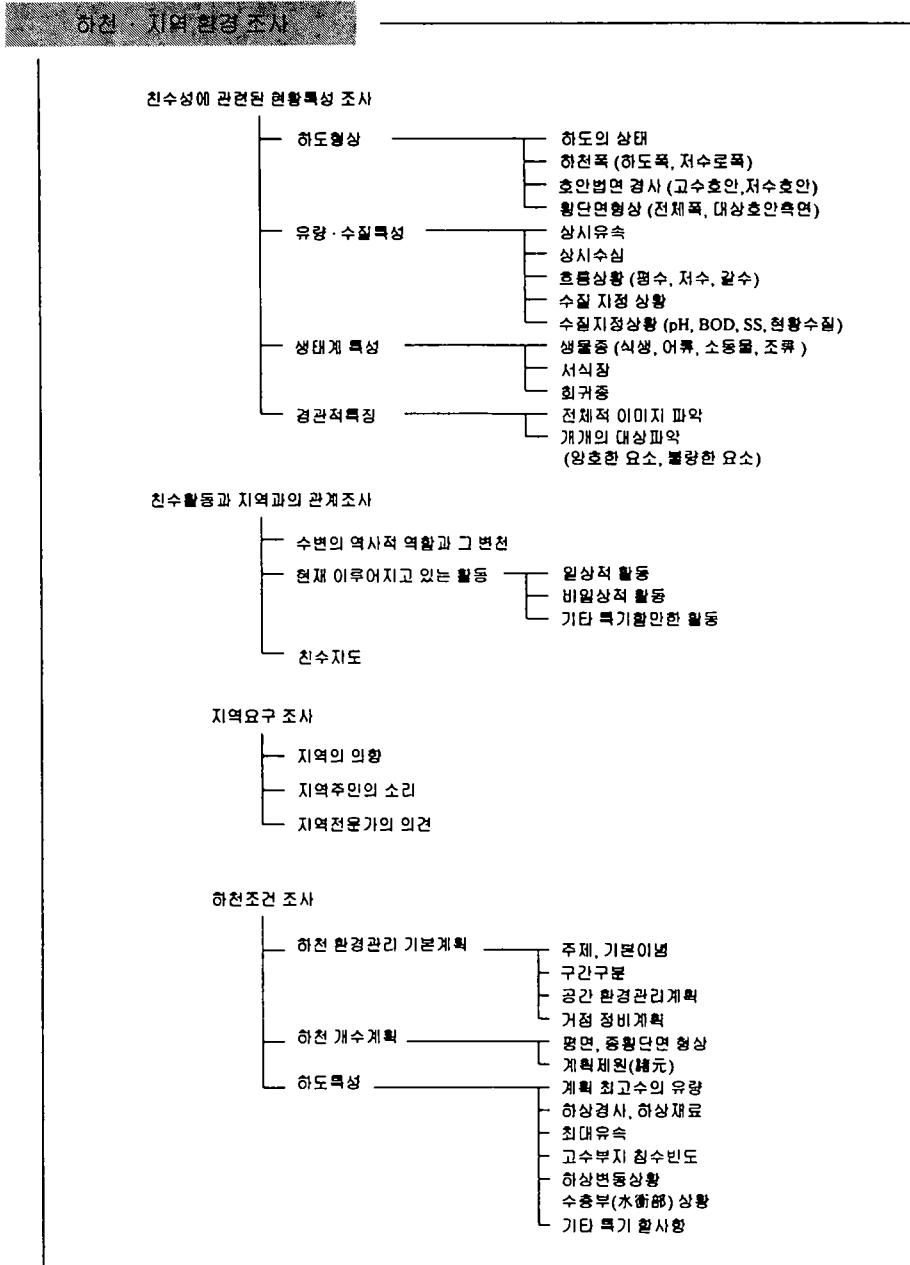 하천 · 지역 환경 조사
친수성에 관련된 현황특성 조사
하도형상
하도의 상태
하천폭 (하도폭, 저수로폭)
호안법면 경사 (고수호안,저수호안)
횡단면형상 (전체폭, 대상호안측면)
유량 · 수질특성
상시유속
상시수심
흐름상황 (평수, 저수, 갈수)
수질 지정 상황
수질지정상황 (pH, BOD, SS, 현황수질)
생태계 특성
생물종 (식생, 어류, 소동물, 조류 )
서식장
회귀종
경관적특징
전체적 이미지 파악
개개의 대상파악
(양호한 요소, 불량한 요소)
친수활동과 지역과의 관계조사
수변의 역사적 역할과 그 변천
현재 이루어지고 있는 활동
일상적 활동
비일상적 활동
기타 특기할만한 활동
친수지도
지역요구 조사
지역의 의향
지역주민의 소리
지역전문가의 의견
하천조건 조사
하천 환경관리 기본계획
주제, 기본이념
구간구분
공간 환경관리계획
거점 정비계획
하천 개수계획
평면, 종횡단면 형상
계획제원(諸元)
하도특성
계획 최고수의 유량
하상경사, 하상재료
최대유속
고수부지 침수빈도
하상변동상황
수충부(水衝部) 상황
기타 특기 할사항